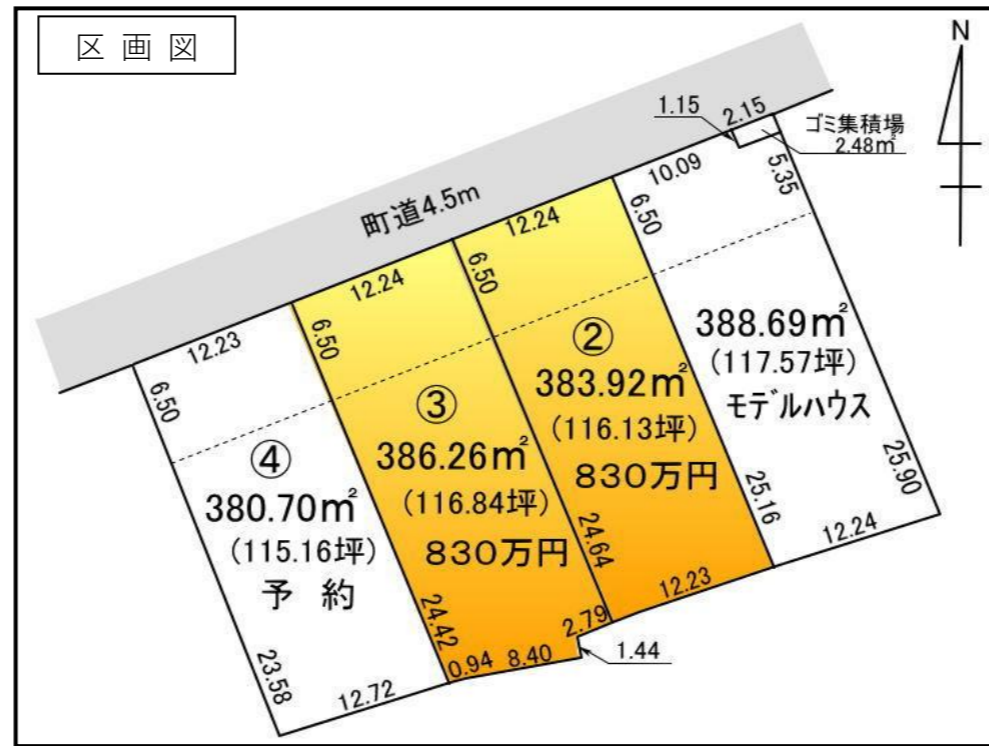 区画図
N
1.15
2.15
ゴミ集積場
2.48㎡
町道4.5m
10.09
5.35
12.24
6.50
12.24
6.50
12.23
6.50
6.50
388.69㎡
(117.57坪)
モデルハウス
25.90
12.24
②
383.92㎡
(116.13坪)
830万円
25.16
12.23
③
386.26㎡
(116.84坪)
830万円
24.64
2.79
1.44
8.40
0.94
④
380.70㎡
(115.16坪)
予約
24.42
23.58
12.72